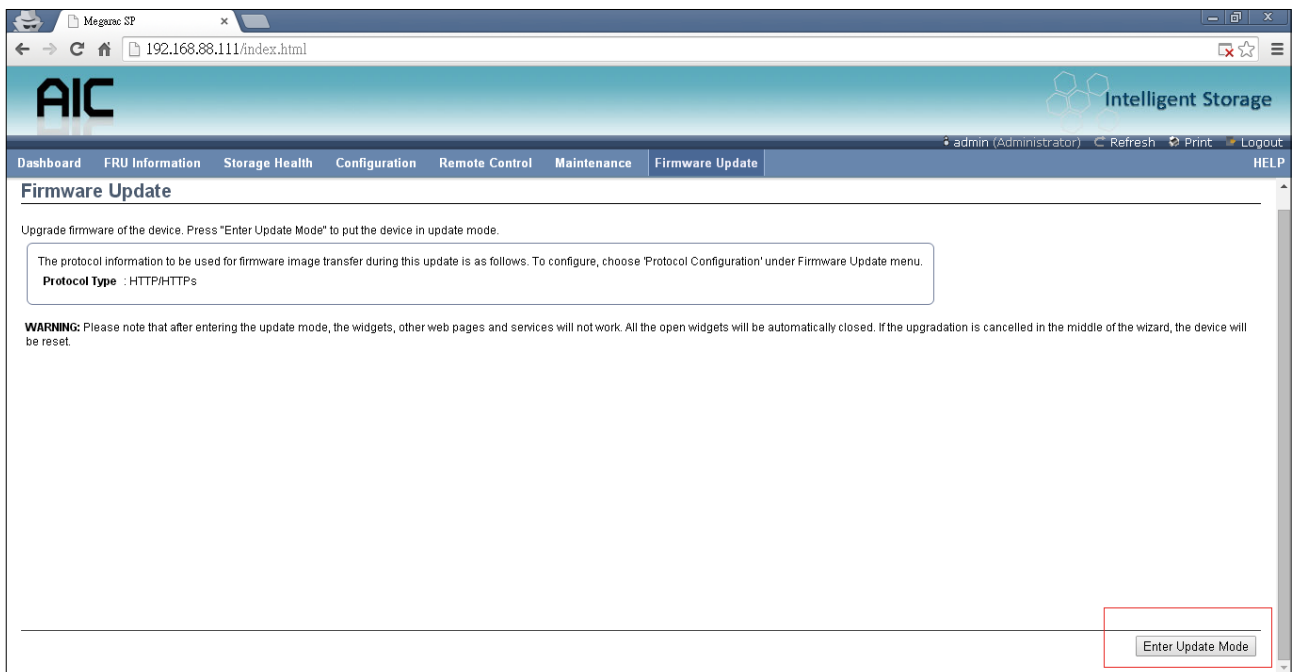 Megarac SP
192.168.88.111/index.html
AIC
Intelligent Storage
admin (Administrator) Refresh Print Logout
Dashboard FRU Information Storage Health Configuration Remote Control Maintenance Firmware Update HELP
Firmware Update
Upgrade firmware of the device. Press "Enter Update Mode" to put the device in update mode.
The protocol information to be used for firmware image transfer during this update is as follows. To configure, choose 'Protocol Configuration' under Firmware Update menu.
Protocol Type : HTTP/HTTPs
WARNING: Please note that after entering the update mode, the widgets, other web pages and services will not work. All the open widgets will be automatically closed. If the upgradation is cancelled in the middle of the wizard, the device will
be reset.
Enter Update Mode